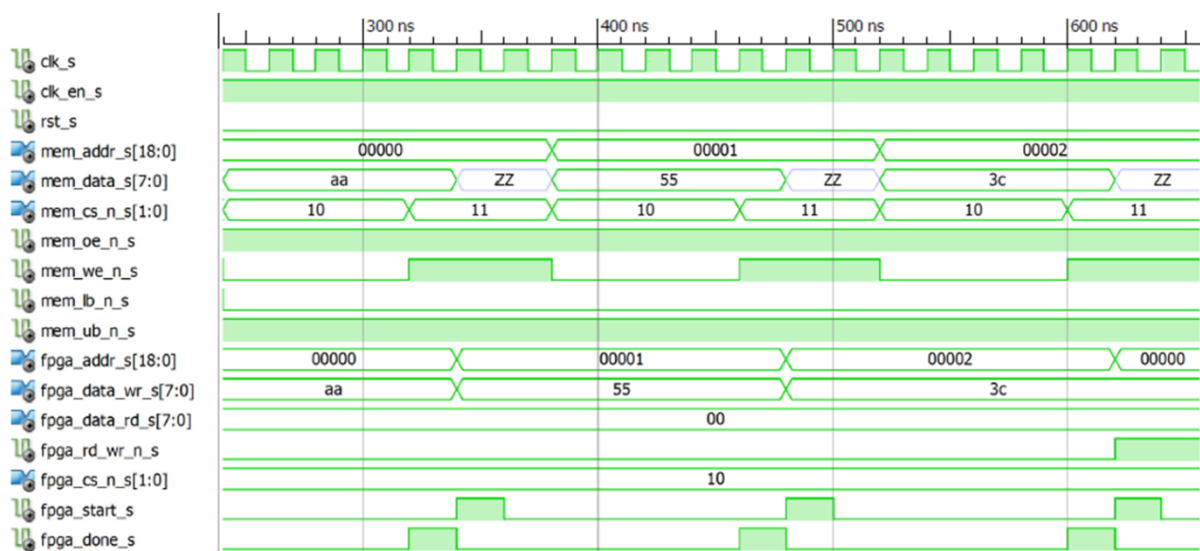 300 ns 400 ns 500 ns 600 ns
clk_s
clk_en_s
rst_s
mem_addr_s[18:0] 00000 00001 00002
mem_data_s[7:0] aa ZZ 55 ZZ 3c ZZ
mem_cs_n_s[1:0] 10 11 10 11 10 11
mem_oe_n_s
mem_we_n_s
mem_lb_n_s
mem_ub_n_s
fpga_addr_s[18:0] 00000 00001 00002 00000
fpga_data_wr_s[7:0] aa 55 3c
fpga_data_rd_s[7:0] 00
fpga_rd_wr_n_s
fpga_cs_n_s[1:0] 10
fpga_start_s
fpga_done_s